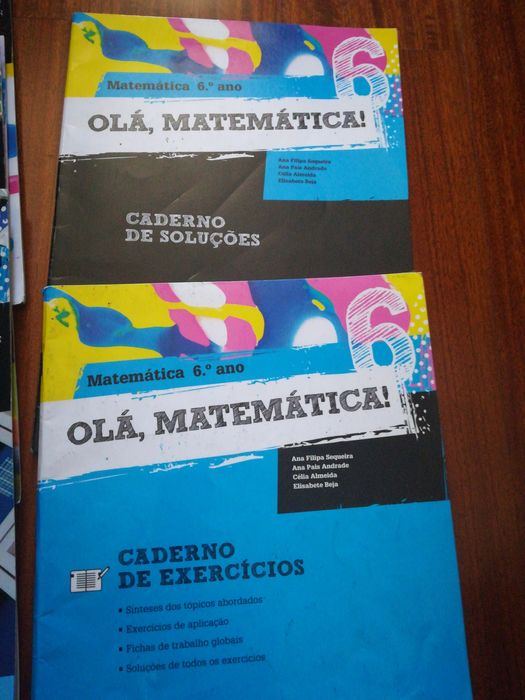 6
Matemática 6.º ano
OLÁ, MATEMÁTICA!
Ana Filipa Sequeira
Ana Pais Andrade
Célia Almeida
Elisabete Beja
CADERNO
DE SOLUÇÕES
6
Matemática 6.º ano
OLÁ, MATEMÁTICA!
Ana Filipa Sequeira
Ana Pais Andrade
Célia Almeida
Elisabete Beja
CADERNO
DE EXERCÍCIOS
▪ Sínteses dos tópicos abordados
▪ Exercícios de aplicação
▪ Fichas de trabalho globais
▪ Soluções de todos os exercícios